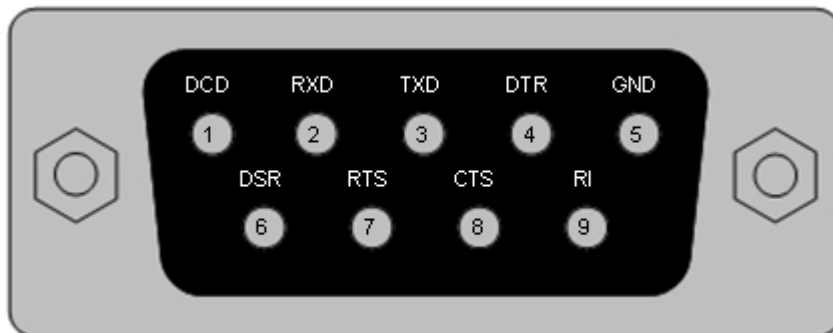 DCD RXD TXD DTR GND
1 2 3 4 5
DSR RTS CTS RI
6 7 8 9